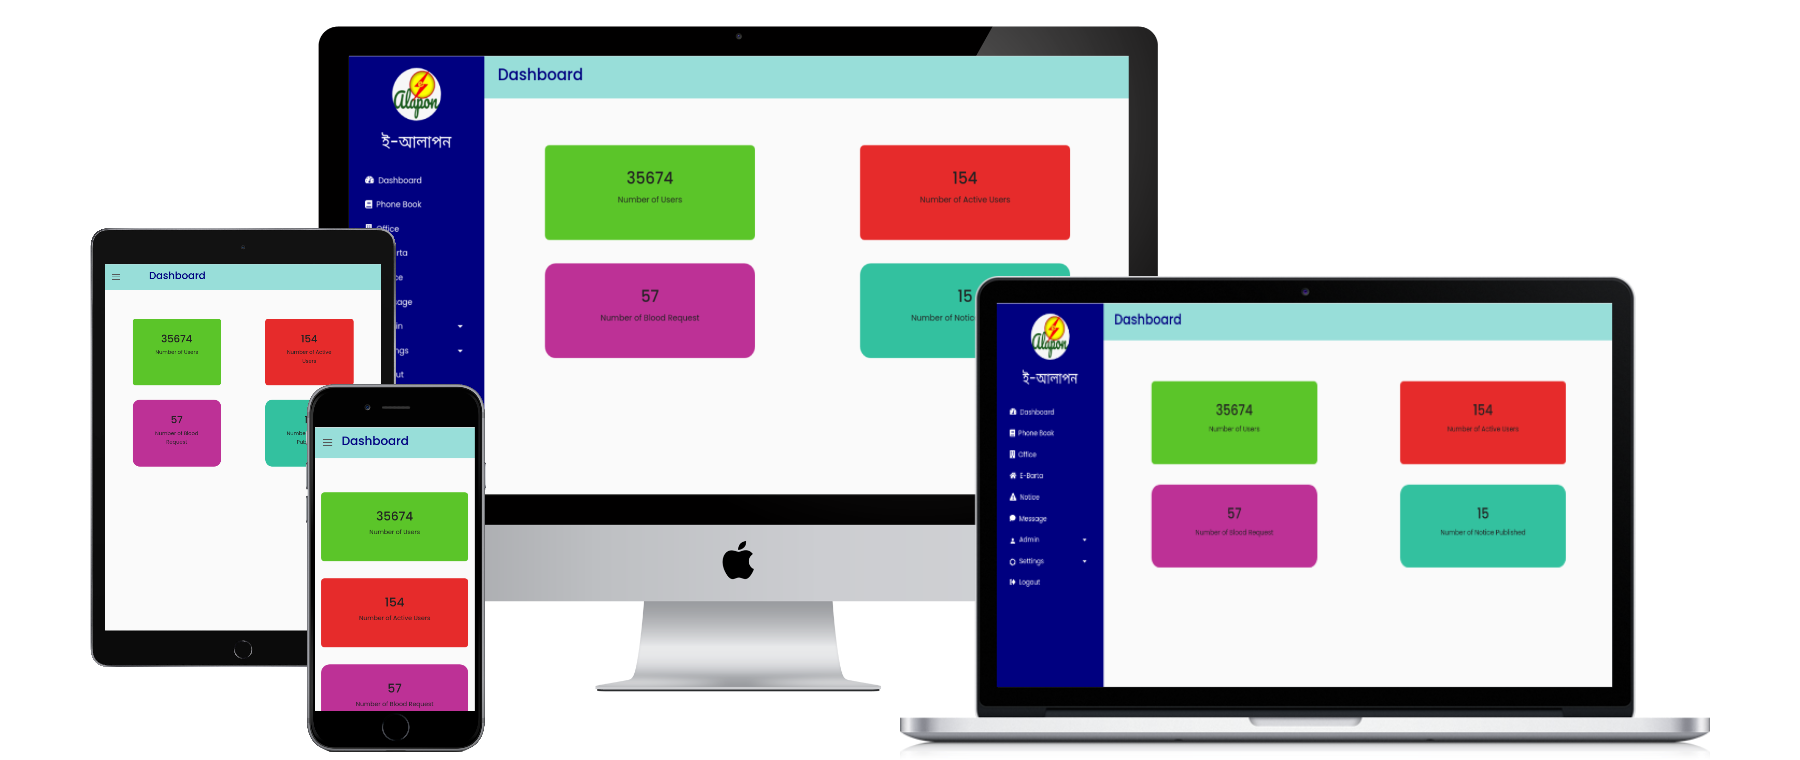 Alapon
ই-আলাপন
Dashboard
Phone Book
Office
rta
ce
sage
in
ngs
ut
Dashboard
35674
Number of Users
154
Number of Active Users
57
Number of Blood Request
15
Number of Notic
Dashboard
35674
Number of Users
154
Number of Active
Users
57
Number of Blood
Request
1
Numbe
Pub
Dashboard
35674
Number of Users
154
Number of Active Users
57
Number of Blood Request
Alapon
ই-আলাপন
Dashboard
Phone Book
Office
E-Barta
Notice
Message
Admin
Settings
Logout
Dashboard
35674
Number of Users
154
Number of Active Users
57
Number of Blood Request
15
Number of Notice Published